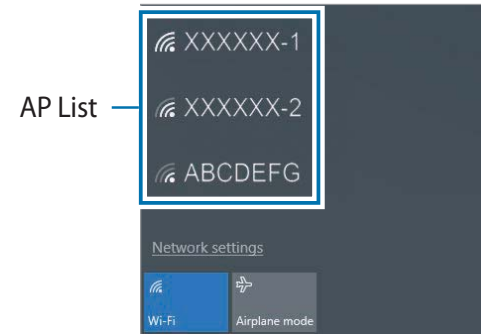 XXXXXX-1
AP List
XXXXXX-2
ABCDEFG
Network settings
Wi-Fi
Airplane mode